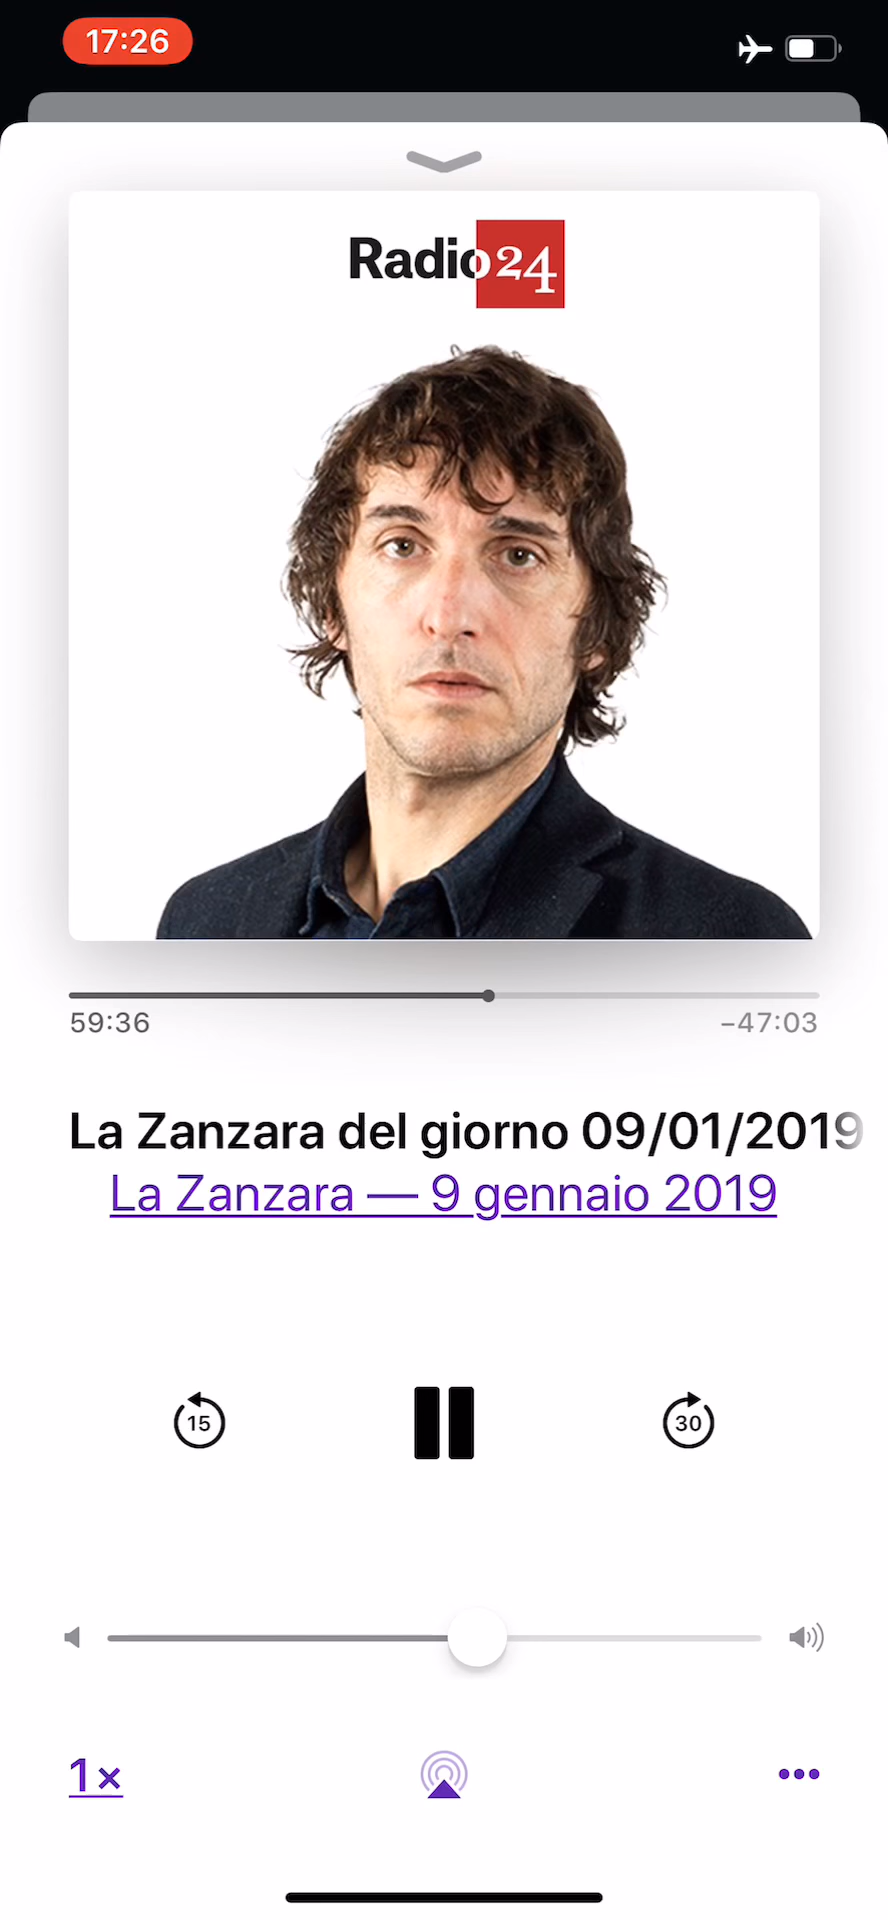 17:26
Radio24
59:36
–47:03
La Zanzara del giorno 09/01/2019
La Zanzara — 9 gennaio 2019
15
30
1×